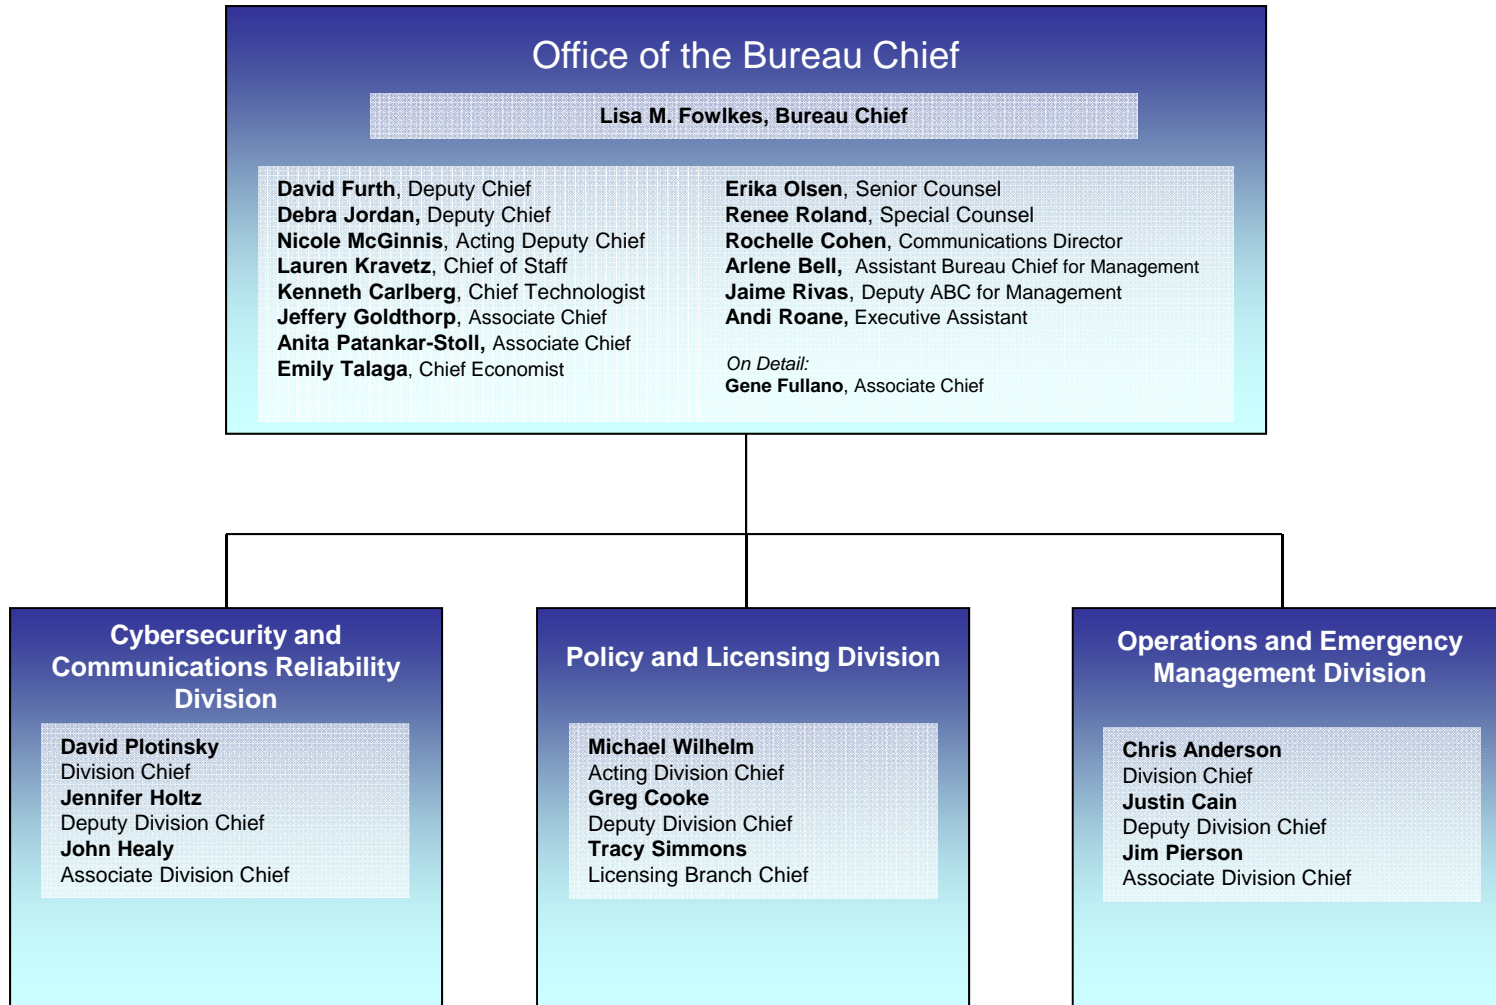 Office of the Bureau Chief
Lisa M. Fowlkes, Bureau Chief
David Furth, Deputy Chief
Debra Jordan, Deputy Chief
Nicole McGinnis, Acting Deputy Chief
Lauren Kravetz, Chief of Staff
Kenneth Carlberg, Chief Technologist
Jeffery Goldthorp, Associate Chief
Anita Patankar-Stoll, Associate Chief
Emily Talaga, Chief Economist
Erika Olsen, Senior Counsel
Renee Roland, Special Counsel
Rochelle Cohen, Communications Director
Arlene Bell, Assistant Bureau Chief for Management
Jaime Rivas, Deputy ABC for Management
Andi Roane, Executive Assistant
On Detail:
Gene Fullano, Associate Chief
Cybersecurity and
Communications Reliability
Division
David Plotinsky
Division Chief
Jennifer Holtz
Deputy Division Chief
John Healy
Associate Division Chief
Policy and Licensing Division
Michael Wilhelm
Acting Division Chief
Greg Cooke
Deputy Division Chief
Tracy Simmons
Licensing Branch Chief
Operations and Emergency
Management Division
Chris Anderson
Division Chief
Justin Cain
Deputy Division Chief
Jim Pierson
Associate Division Chief